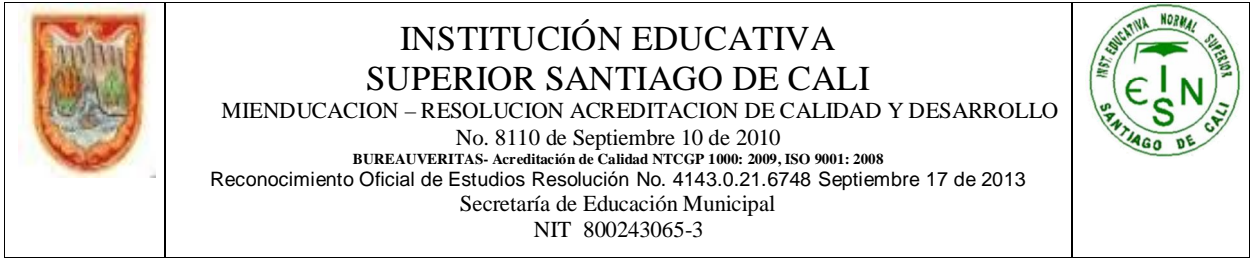 INSTITUCIÓN EDUCATIVA
SUPERIOR SANTIAGO DE CALI
MIENDUCACION – RESOLUCION ACREDITACION DE CALIDAD Y DESARROLLO
No. 8110 de Septiembre 10 de 2010
BUREAUVERITAS- Acreditación de Calidad NTCGP 1000: 2009, ISO 9001: 2008
Reconocimiento Oficial de Estudios Resolución No. 4143.0.21.6748 Septiembre 17 de 2013
Secretaría de Educación Municipal
NIT 800243065-3
INST. EDUCATIVA NORMAL SUPERIOR
EISN
SANTIAGO DE CALI